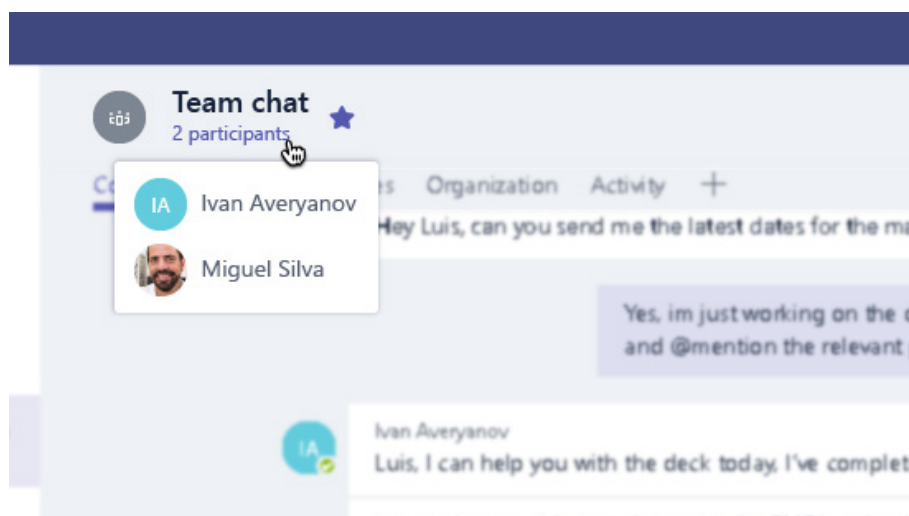 Team chat
2 participants
IA Ivan Averyanov
Miguel Silva
Organization Activity +
Hey Luis, can you send me the latest dates for the
Yes, im just working on the
and @mention the relevant
IA
Ivan Averyanov
Luis, I can help you with the deck today, I've